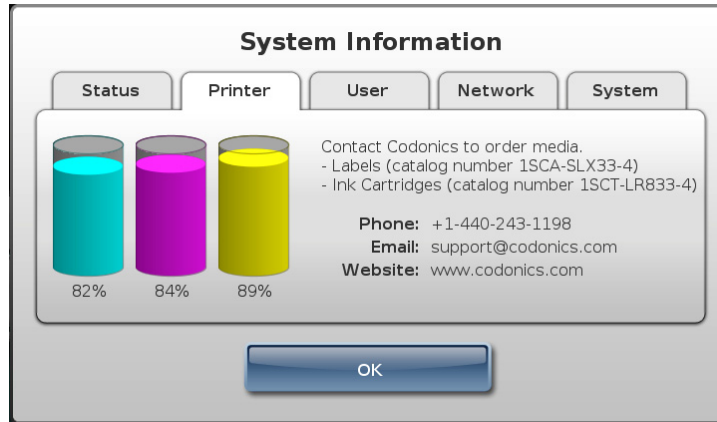 System Information
Status Printer User Network System
Contact Codonics to order media.
- Labels (catalog number 1SCA-SLX33-4)
- Ink Cartridges (catalog number 1SCT-LR833-4)
Phone: +1-440-243-1198
Email: support@codonics.com
Website: www.codonics.com
82% 84% 89%
OK